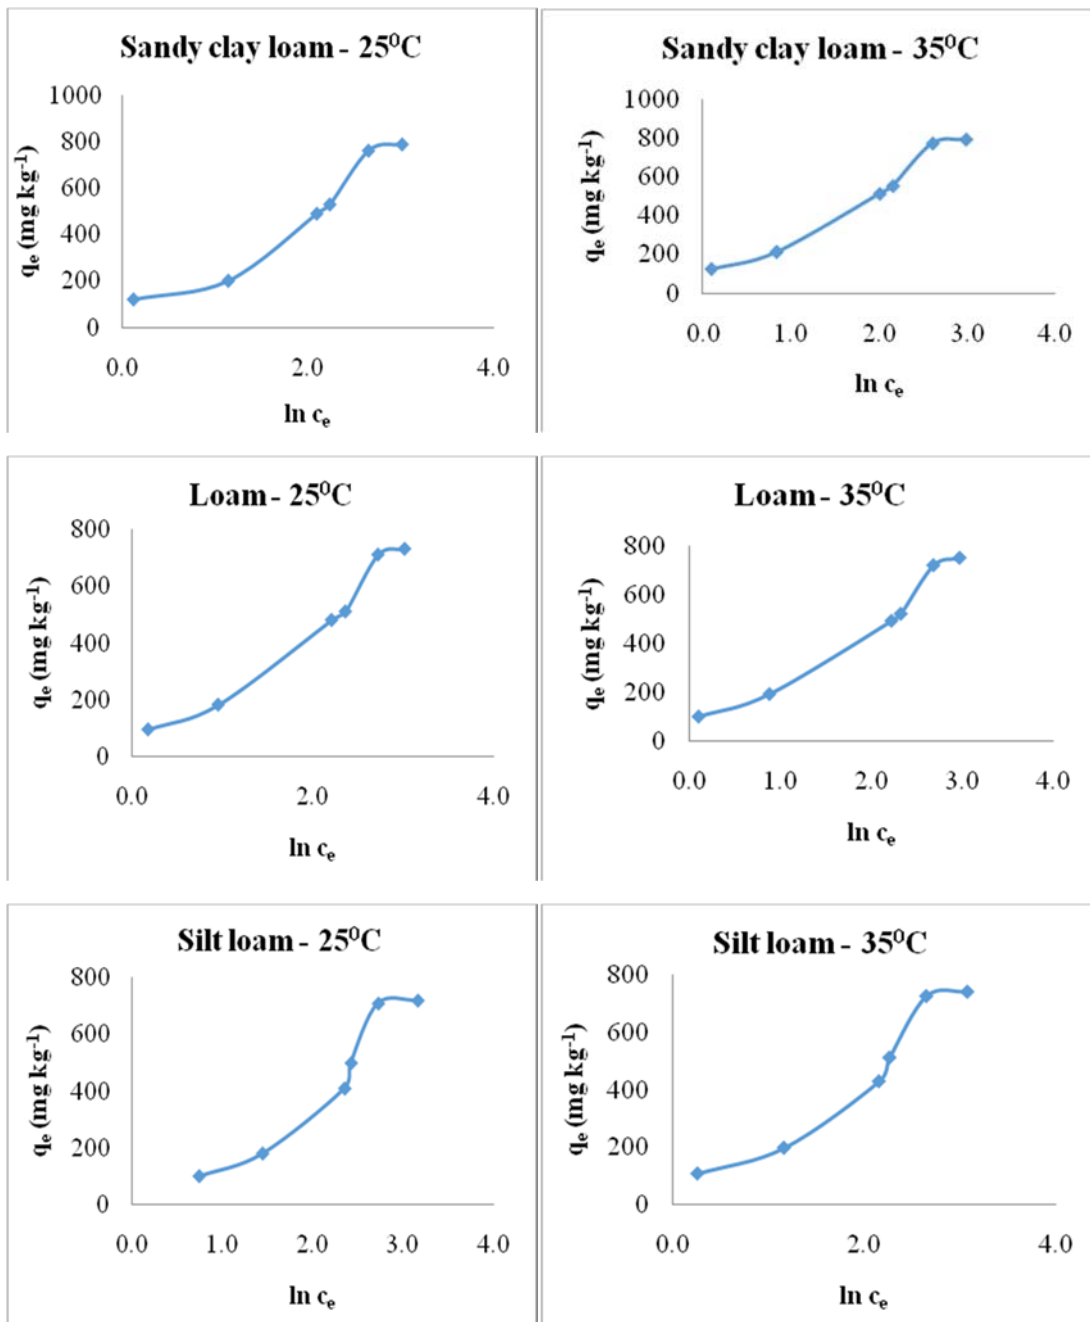 Sandy clay loam - 25⁰C
1000
800
600
400
200
0
qₑ (mg kg⁻¹)
0.0 2.0 4.0
ln cₑ
Sandy clay loam - 35⁰C
1000
800
600
400
200
0
qₑ (mg kg⁻¹)
0.0 1.0 2.0 3.0 4.0
ln cₑ
Loam - 25⁰C
800
600
400
200
0
qₑ (mg kg⁻¹)
0.0 2.0 4.0
ln cₑ
Loam - 35⁰C
800
600
400
200
0
qₑ (mg kg⁻¹)
0.0 1.0 2.0 3.0 4.0
ln cₑ
Silt loam - 25⁰C
800
600
400
200
0
qₑ (mg kg⁻¹)
0.0 1.0 2.0 3.0 4.0
ln cₑ
Silt loam - 35⁰C
800
600
400
200
0
qₑ (mg kg⁻¹)
0.0 2.0 4.0
ln cₑ